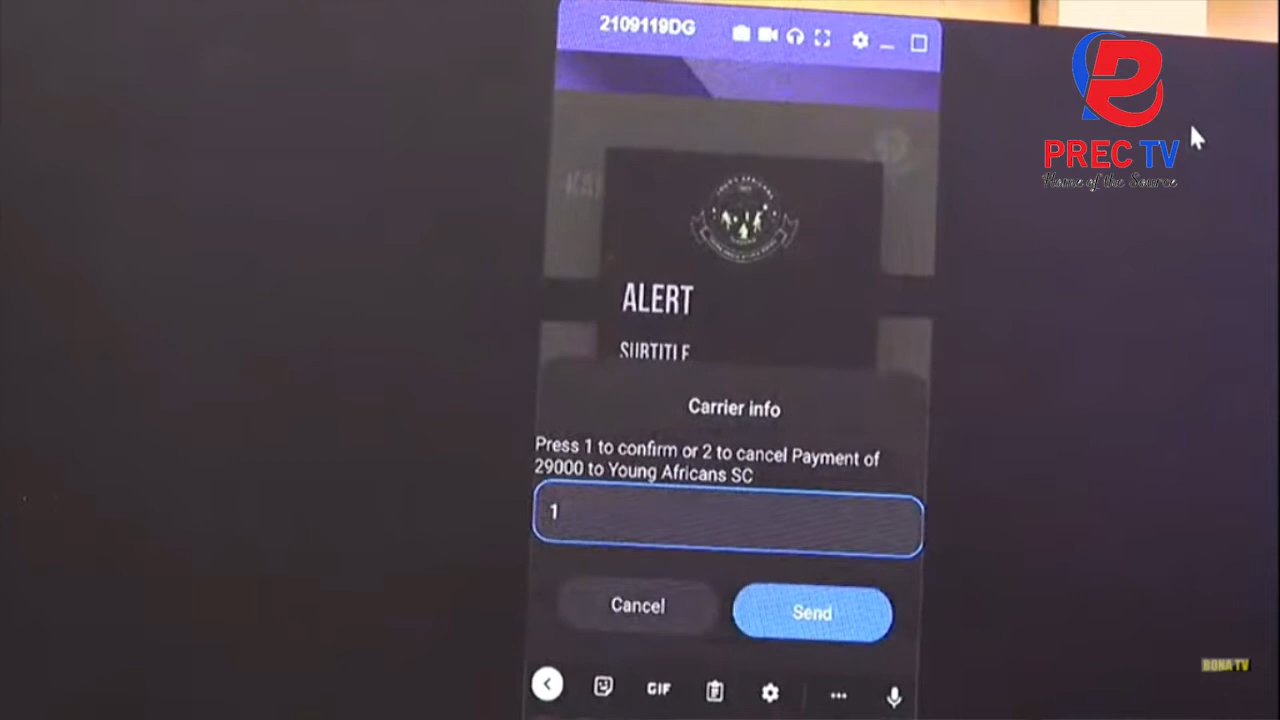 2109119DG
PREC TV
Home of the Source
KAI
ALERT
SUBTITLE
Carrier info
Press 1 to confirm or 2 to cancel Payment of
29000 to Young Africans SC
1
Cancel
Send
GIF
BONA TV